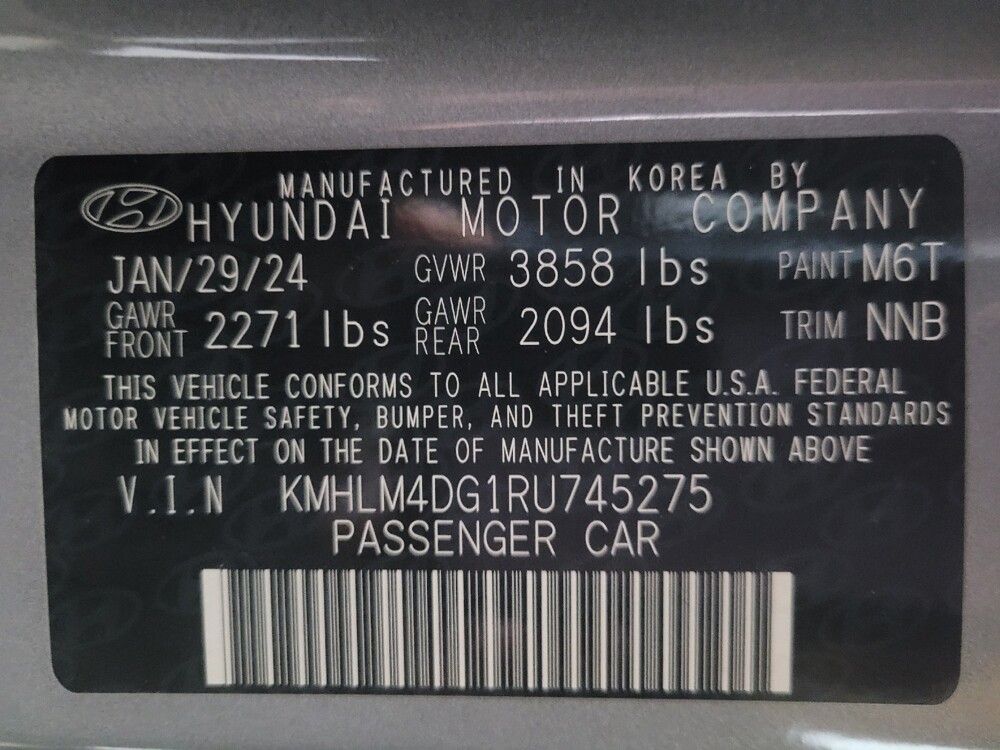 MANUFACTURED IN KOREA BY
HYUNDAI MOTOR COMPANY
JAN/29/24 GVWR 3858 lbs PAINT M6T
GAWR FRONT 2271 lbs GAWR REAR 2094 lbs TRIM NNB
THIS VEHICLE CONFORMS TO ALL APPLICABLE U.S.A. FEDERAL
MOTOR VEHICLE SAFETY, BUMPER, AND THEFT PREVENTION STANDARDS
IN EFFECT ON THE DATE OF MANUFACTURE SHOWN ABOVE
V.I.N KMHLM4DG1RU745275
PASSENGER CAR